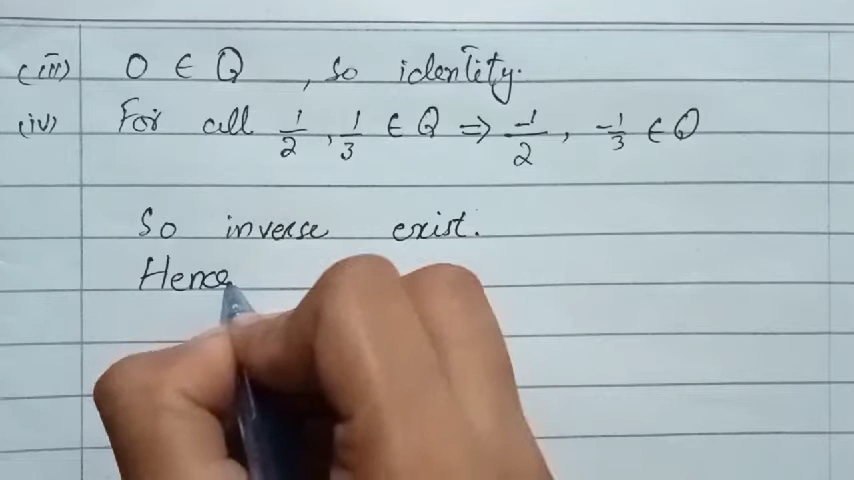 (iii) 0 ∈ Q , so identity.
(iv) For all 1/2 , 1/3 ∈ Q ⇒ -1/2 , -1/3 ∈ Q
So inverse exist.
Hence